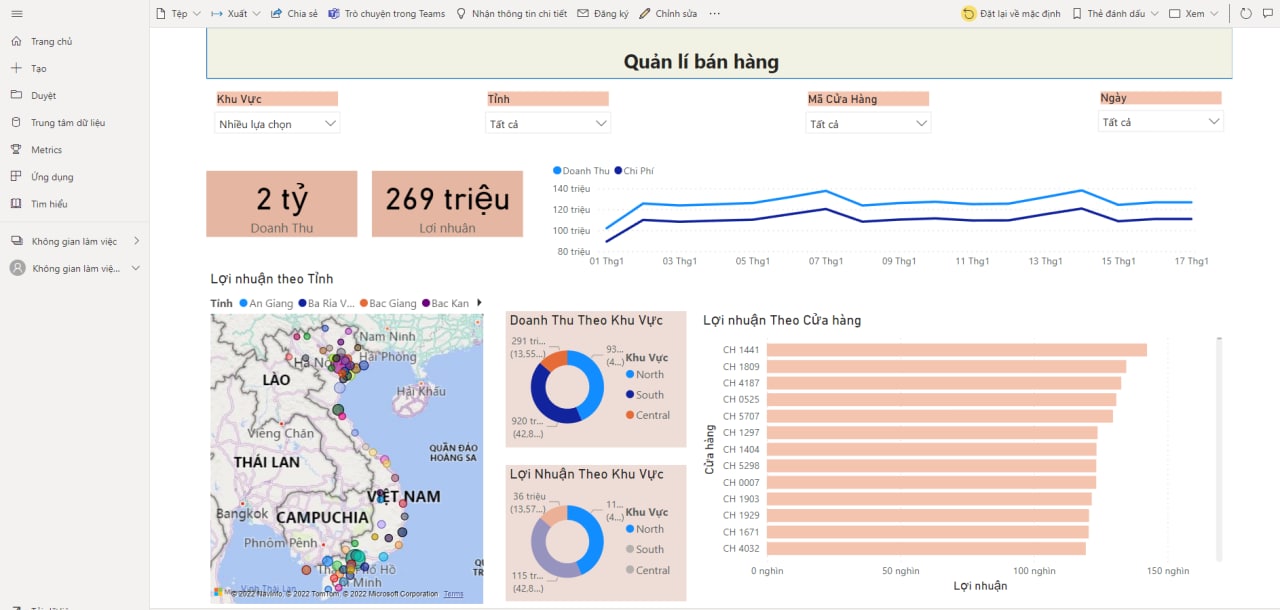 Tệp
Xuất
Chia sẻ
Trò chuyện trong Teams
Nhận thông tin chi tiết
Đăng ký
Chỉnh sửa
...
Đặt lại về mặc định
Thẻ đánh dấu
Xem
Trang chủ
Tạo
Duyệt
Trung tâm dữ liệu
Metrics
Ứng dụng
Tìm hiểu
Không gian làm việc
Không gian làm việ...
Quản lí bán hàng
Khu Vực
Nhiều lựa chọn
Tỉnh
Tất cả
Mã Cửa Hàng
Tất cả
Ngày
Tất cả
2 tỷ
Doanh Thu
269 triệu
Lợi nhuận
Doanh Thu Chi Phí
140 triệu
120 triệu
100 triệu
80 triệu
01 Thg1 03 Thg1 05 Thg1 07 Thg1 09 Thg1 11 Thg1 13 Thg1 15 Thg1 17 Thg1
Lợi nhuận theo Tỉnh
Tỉnh An Giang Ba Ria V... Bac Giang Bac Kan
Nam Ninh
Hải Phòng
LÀO
Hải Khẩu
Viêng Chăn
QUẦN ĐẢO
HOÀNG SA
THÁI LAN
VIỆT NAM
Bangkok
CAMPUCHIA
Phnôm Pênh
Vịnh Thái Lan
© 2022 NavInfo, © 2022 TomTom, © 2022 Microsoft Corporation Terms
Doanh Thu Theo Khu Vực
291 tri...
(13,55...)
93...
(4...)
920 tr...
(42,8...)
Khu Vực
North
South
Central
Lợi Nhuận Theo Khu Vực
36 triệu
(13,57...)
11...
(4...)
115 tr...
(42,8...)
Khu Vực
North
South
Central
Lợi nhuận Theo Cửa hàng
Cửa hàng
CH 1441
CH 1809
CH 4187
CH 0525
CH 5707
CH 1297
CH 1404
CH 5298
CH 0007
CH 1903
CH 1929
CH 1671
CH 4032
0 nghìn 50 nghìn 100 nghìn 150 nghìn
Lợi nhuận